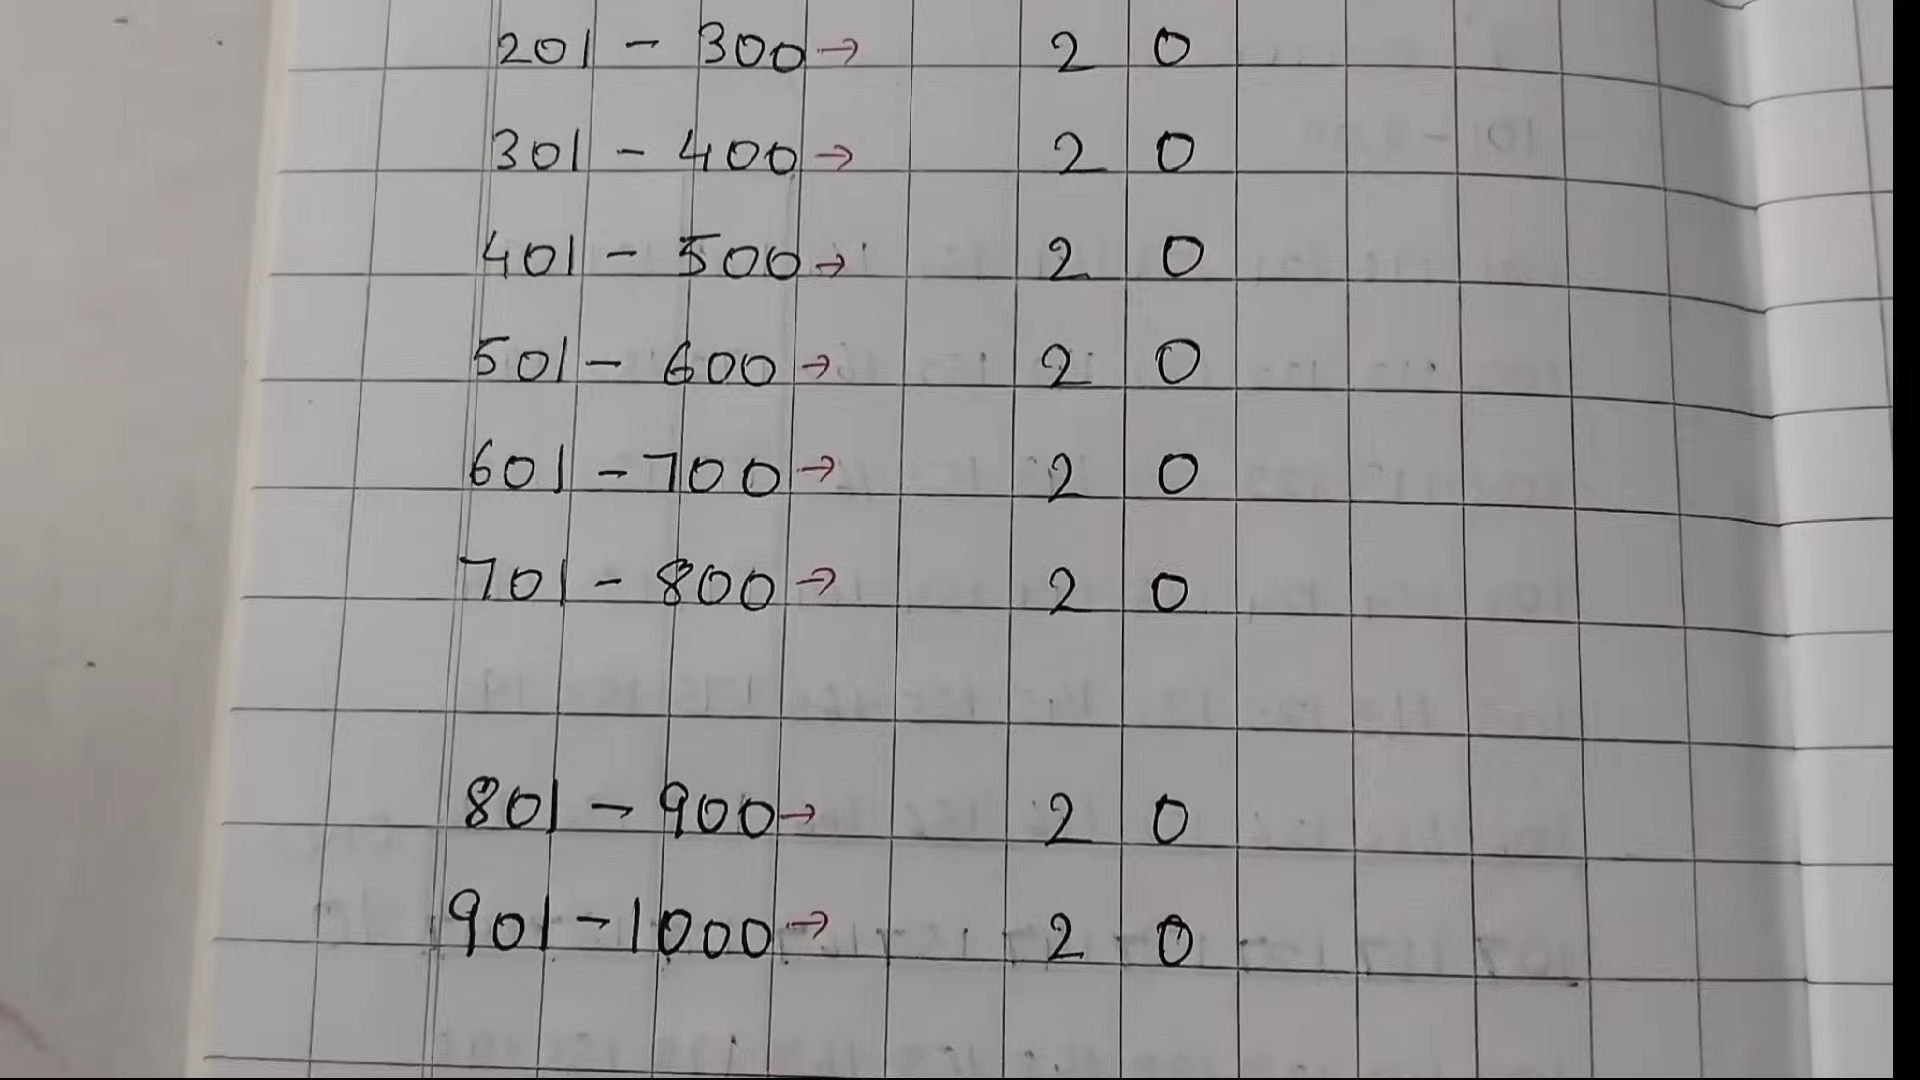 201 - 300 → 2 0
301 - 400 → 2 0
401 - 500 → 2 0
501 - 600 → 2 0
601 - 700 → 2 0
701 - 800 → 2 0
801 - 900 → 2 0
901 - 1000 → 2 0